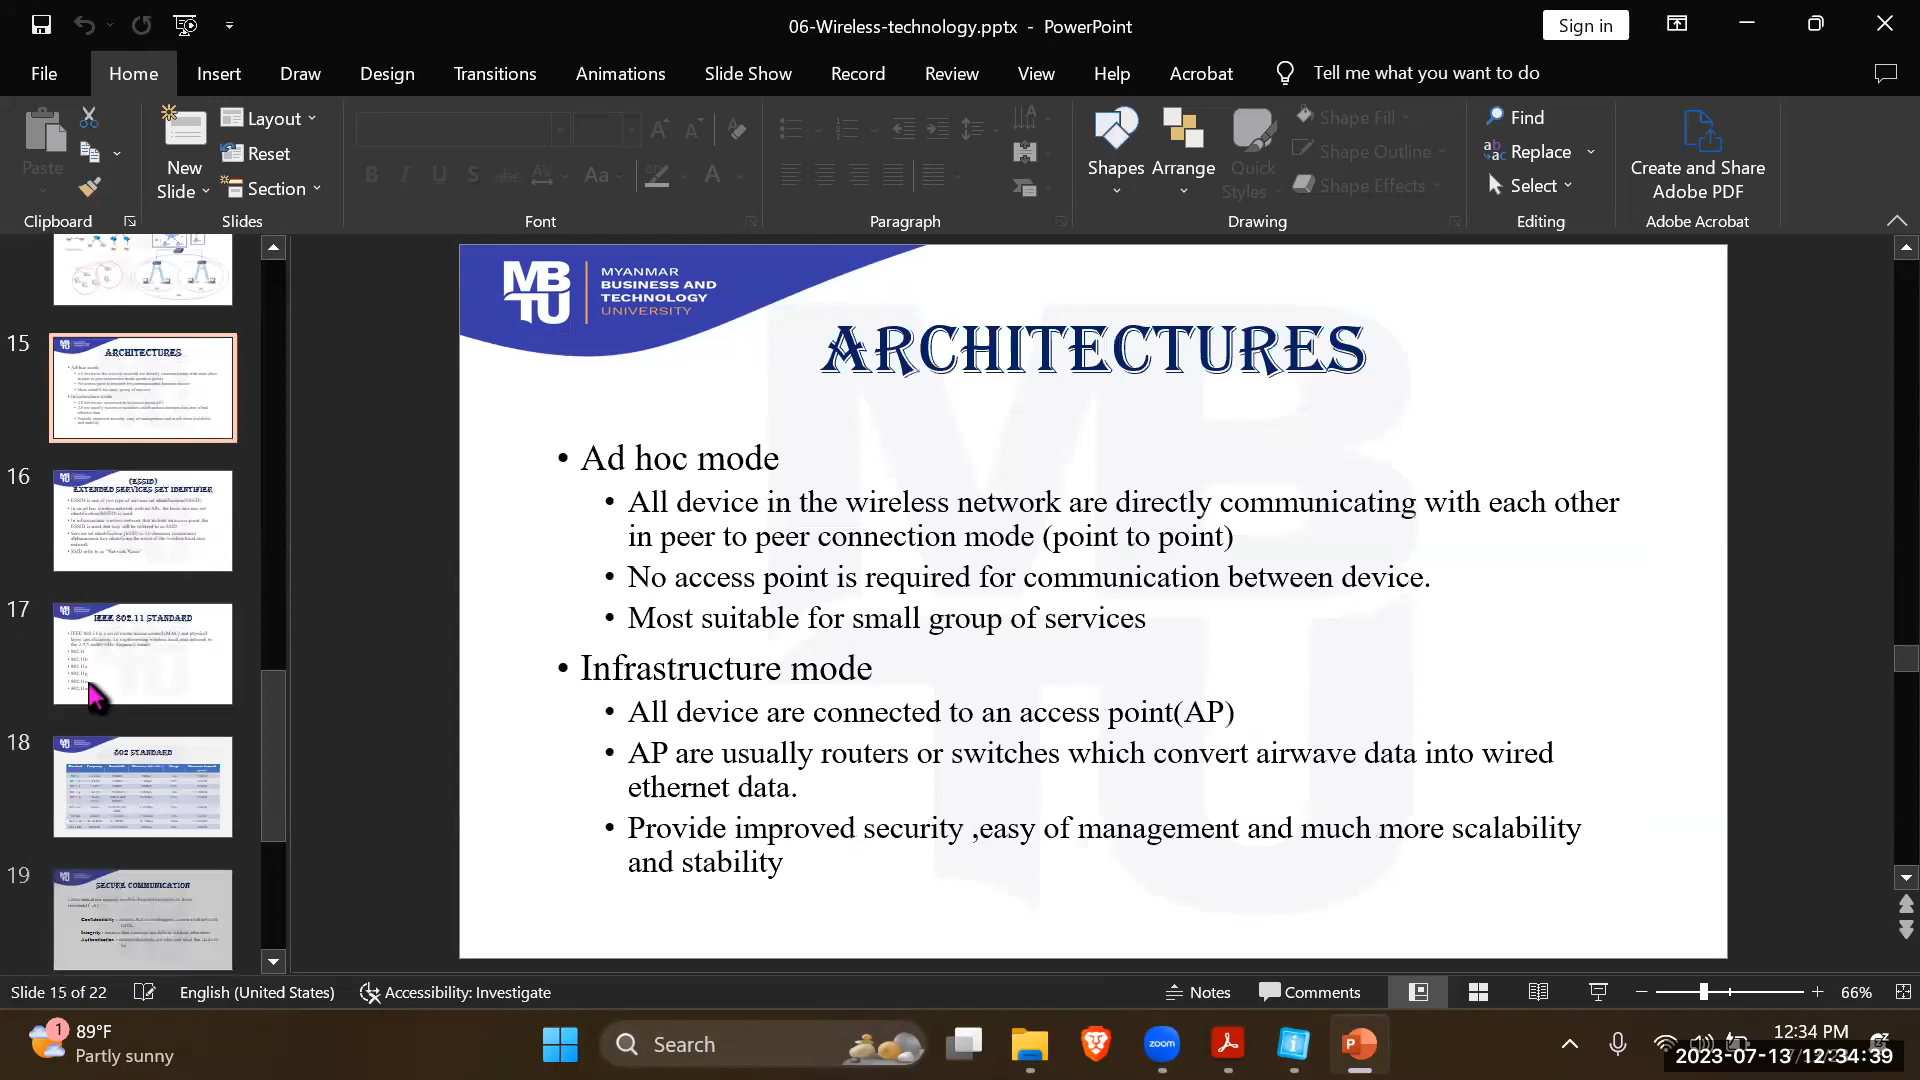 06-Wireless-technology.pptx - PowerPoint
Sign in
File Home Insert Draw Design Transitions Animations Slide Show Record Review View Help Acrobat Tell me what you want to do
Paste
New
Slide
Layout
Reset
Section
B I U S abc AV Aa A
Shapes
Arrange
Quick
Styles
Shape Fill
Shape Outline
Shape Effects
Find
Replace
Select
Create and Share
Adobe PDF
Clipboard Slides Font Paragraph Drawing Editing Adobe Acrobat
15
ARCHITECTURES
16
(ESSID)
EXTENDED SERVICES SET IDENTIFIER
17
IEEE 802.11 STANDARD
18
802 STANDARD
19
SECURE COMMUNICATION
MB
TU
MYANMAR
BUSINESS AND
TECHNOLOGY
UNIVERSITY
ARCHITECTURES
• Ad hoc mode
• All device in the wireless network are directly communicating with each other
in peer to peer connection mode (point to point)
• No access point is required for communication between device.
• Most suitable for small group of services
• Infrastructure mode
• All device are connected to an access point(AP)
• AP are usually routers or switches which convert airwave data into wired
ethernet data.
• Provide improved security ,easy of management and much more scalability
and stability
Slide 15 of 22 English (United States) Accessibility: Investigate Notes Comments 66%
1
89°F
Partly sunny
Search
zoom
P
12:34 PM
2023-07-13 12:34:39